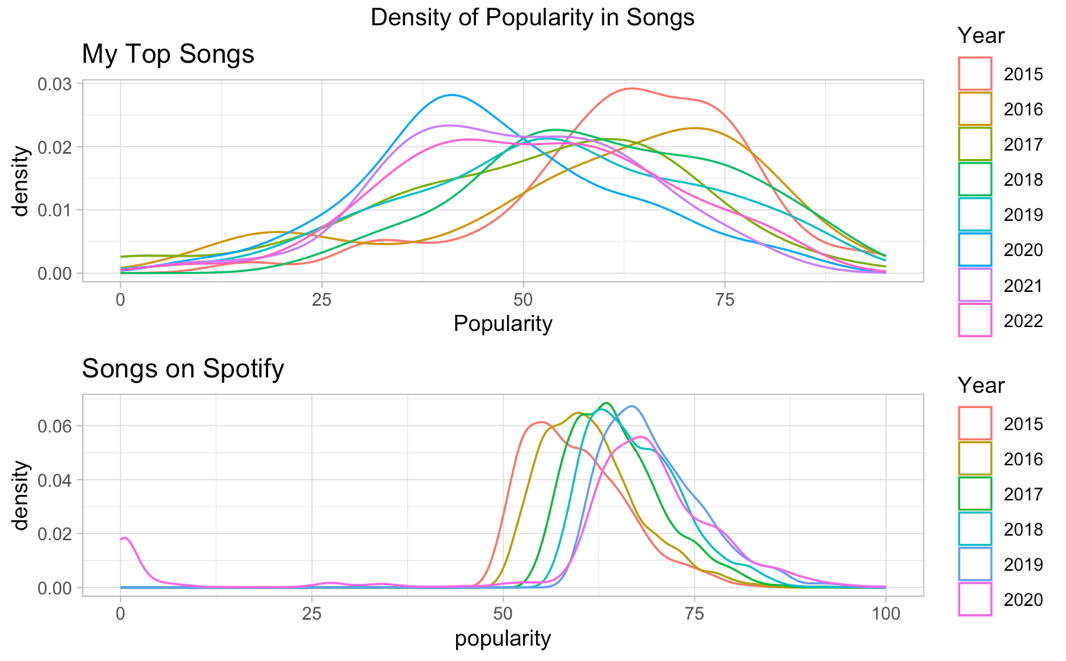 Density of Popularity in Songs
My Top Songs
density
0.03
0.02
0.01
0.00
0 25 50 75
Popularity
Year
2015
2016
2017
2018
2019
2020
2021
2022
Songs on Spotify
density
0.06
0.04
0.02
0.00
0 25 50 75 100
popularity
Year
2015
2016
2017
2018
2019
2020